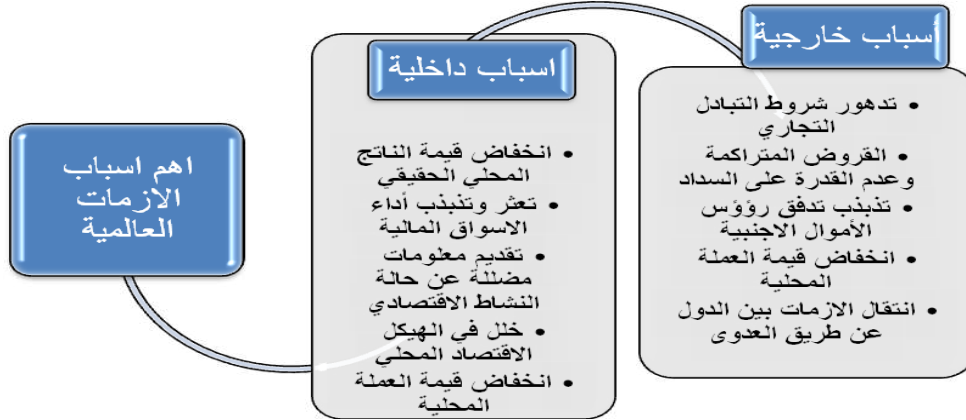 اهم اسباب
الازمات
العالمية
اسباب داخلية
• انخفاض قيمة الناتج
المحلي الحقيقي
• تعثر وتذبذب أداء
الاسواق المالية
• تقديم معلومات
مضللة عن حالة
النشاط الاقتصادي
• خلل في الهيكل
الاقتصاد المحلي
• انخفاض قيمة العملة
المحلية
أسباب خارجية
• تدهور شروط التبادل
التجاري
• القروض المتراكمة
وعدم القدرة على السداد
• تذبذب تدفق رؤؤس
الأموال الاجنبية
• انخفاض قيمة العملة
المحلية
• انتقال الازمات بين الدول
عن طريق العدوى